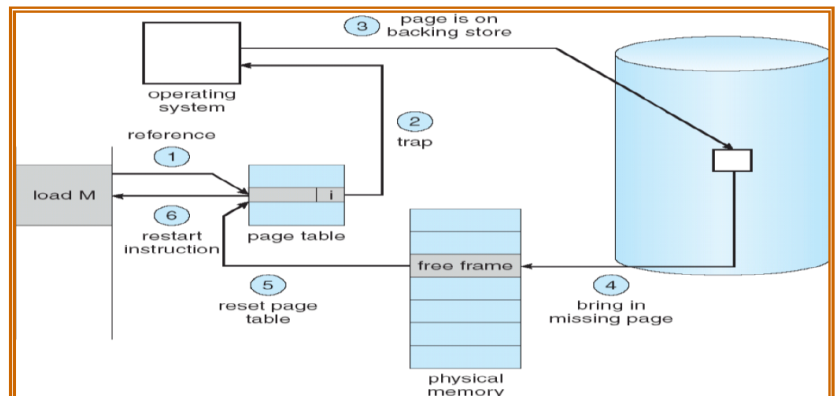 3 page is on
backing store
operating
system
reference
1
2
trap
load M
i
6
restart
instruction
page table
free frame
5
reset page
table
4
bring in
missing page
physical
memory